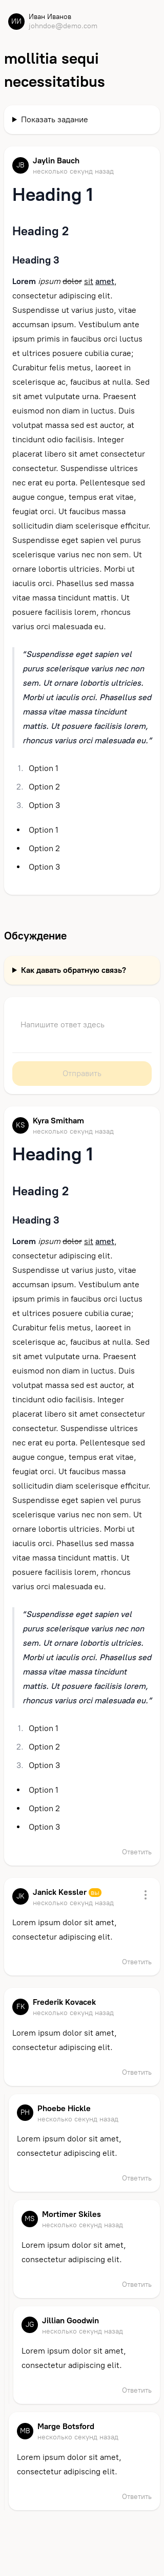 ИИ
Иван Иванов
johndoe@demo.com
mollitia sequi
necessitatibus
Показать задание
JB
Jaylin Bauch
несколько секунд назад
Heading 1
Heading 2
Heading 3
Lorem ipsum dolor sit amet,
consectetur adipiscing elit.
Suspendisse ut varius justo, vitae
accumsan ipsum. Vestibulum ante
ipsum primis in faucibus orci luctus
et ultrices posuere cubilia curae;
Curabitur felis metus, laoreet in
scelerisque ac, faucibus at nulla. Sed
sit amet vulputate urna. Praesent
euismod non diam in luctus. Duis
volutpat massa sed est auctor, at
tincidunt odio facilisis. Integer
placerat libero sit amet consectetur
consectetur. Suspendisse ultrices
nec erat eu porta. Pellentesque sed
augue congue, tempus erat vitae,
feugiat orci. Ut faucibus massa
sollicitudin diam scelerisque efficitur.
Suspendisse eget sapien vel purus
scelerisque varius nec non sem. Ut
ornare lobortis ultricies. Morbi ut
iaculis orci. Phasellus sed massa
vitae massa tincidunt mattis. Ut
posuere facilisis lorem, rhoncus
varius orci malesuada eu.
“Suspendisse eget sapien vel
purus scelerisque varius nec non
sem. Ut ornare lobortis ultricies.
Morbi ut iaculis orci. Phasellus sed
massa vitae massa tincidunt
mattis. Ut posuere facilisis lorem,
rhoncus varius orci malesuada eu.”
1. Option 1
2. Option 2
3. Option 3
• Option 1
• Option 2
• Option 3
Обсуждение
Как давать обратную связь?
Напишите ответ здесь
Отправить
KS
Kyra Smitham
несколько секунд назад
Heading 1
Heading 2
Heading 3
Lorem ipsum dolor sit amet,
consectetur adipiscing elit.
Suspendisse ut varius justo, vitae
accumsan ipsum. Vestibulum ante
ipsum primis in faucibus orci luctus
et ultrices posuere cubilia curae;
Curabitur felis metus, laoreet in
scelerisque ac, faucibus at nulla. Sed
sit amet vulputate urna. Praesent
euismod non diam in luctus. Duis
volutpat massa sed est auctor, at
tincidunt odio facilisis. Integer
placerat libero sit amet consectetur
consectetur. Suspendisse ultrices
nec erat eu porta. Pellentesque sed
augue congue, tempus erat vitae,
feugiat orci. Ut faucibus massa
sollicitudin diam scelerisque efficitur.
Suspendisse eget sapien vel purus
scelerisque varius nec non sem. Ut
ornare lobortis ultricies. Morbi ut
iaculis orci. Phasellus sed massa
vitae massa tincidunt mattis. Ut
posuere facilisis lorem, rhoncus
varius orci malesuada eu.
“Suspendisse eget sapien vel
purus scelerisque varius nec non
sem. Ut ornare lobortis ultricies.
Morbi ut iaculis orci. Phasellus sed
massa vitae massa tincidunt
mattis. Ut posuere facilisis lorem,
rhoncus varius orci malesuada eu.”
1. Option 1
2. Option 2
3. Option 3
• Option 1
• Option 2
• Option 3
Ответить
JK
Janick Kessler Вы
несколько секунд назад
Lorem ipsum dolor sit amet,
consectetur adipiscing elit.
Ответить
FK
Frederik Kovacek
несколько секунд назад
Lorem ipsum dolor sit amet,
consectetur adipiscing elit.
Ответить
PH
Phoebe Hickle
несколько секунд назад
Lorem ipsum dolor sit amet,
consectetur adipiscing elit.
Ответить
MS
Mortimer Skiles
несколько секунд назад
Lorem ipsum dolor sit amet,
consectetur adipiscing elit.
Ответить
JG
Jillian Goodwin
несколько секунд назад
Lorem ipsum dolor sit amet,
consectetur adipiscing elit.
Ответить
MB
Marge Botsford
несколько секунд назад
Lorem ipsum dolor sit amet,
consectetur adipiscing elit.
Ответить